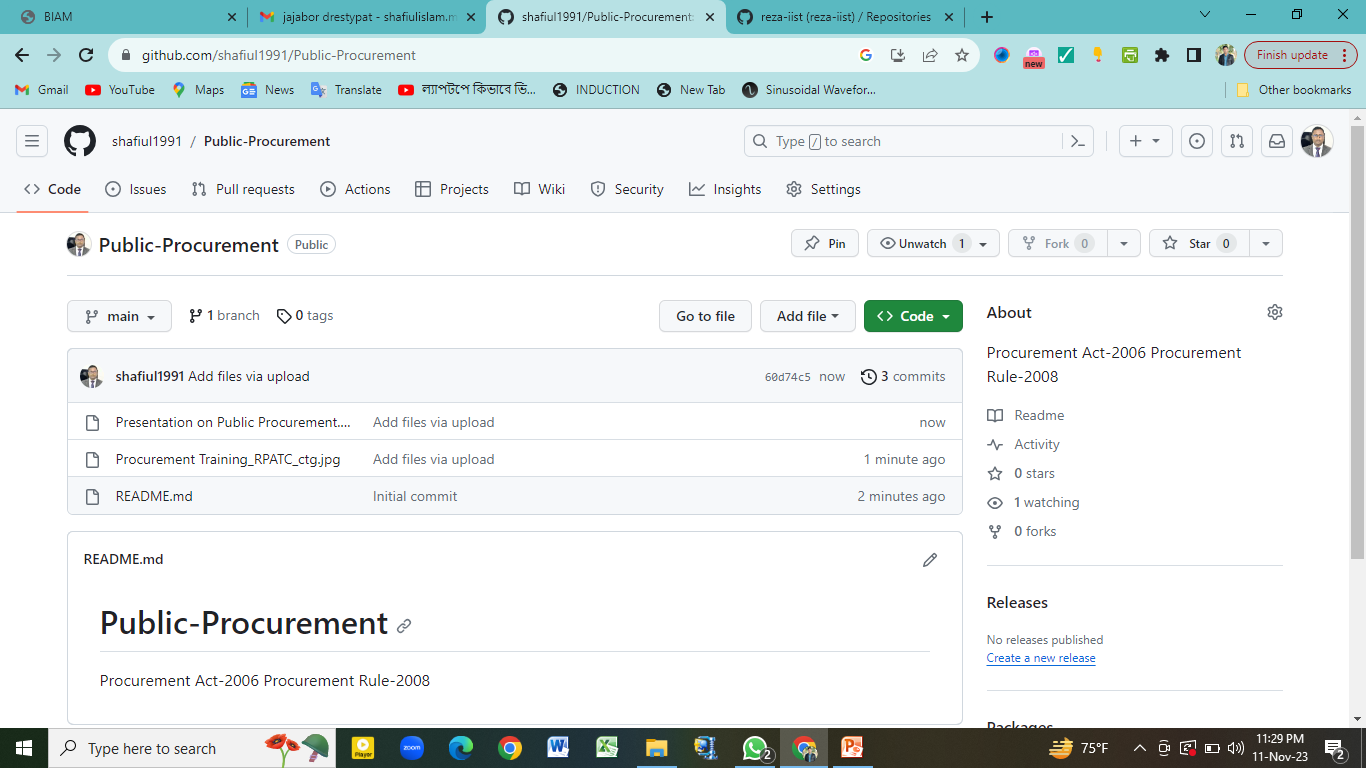 BIAM
jajabor drestypat - shafiulislam.m
shafiul1991/Public-Procurement:
reza-iist (reza-iist) / Repositories
github.com/shafiul1991/Public-Procurement
new
Finish update
Gmail
YouTube
Maps
News
Translate
ল্যাপটপে কিভাবে ভি...
INDUCTION
New Tab
Sinusoidal Wavefor...
Other bookmarks
shafiul1991 / Public-Procurement
Type / to search
Code
Issues
Pull requests
Actions
Projects
Wiki
Security
Insights
Settings
Public-Procurement Public
Pin
Unwatch 1
Fork 0
Star 0
main
1 branch
0 tags
Go to file
Add file
<> Code
shafiul1991 Add files via upload
60d74c5 now
3 commits
Presentation on Public Procurement.... Add files via upload now
Procurement Training_RPATC_ctg.jpg Add files via upload 1 minute ago
README.md Initial commit 2 minutes ago
README.md
Public-Procurement
Procurement Act-2006 Procurement Rule-2008
About
Procurement Act-2006 Procurement
Rule-2008
Readme
Activity
0 stars
1 watching
0 forks
Releases
No releases published
Create a new release
Packages
Type here to search
Player
zoom
2
75°F
11:29 PM
11-Nov-23
2